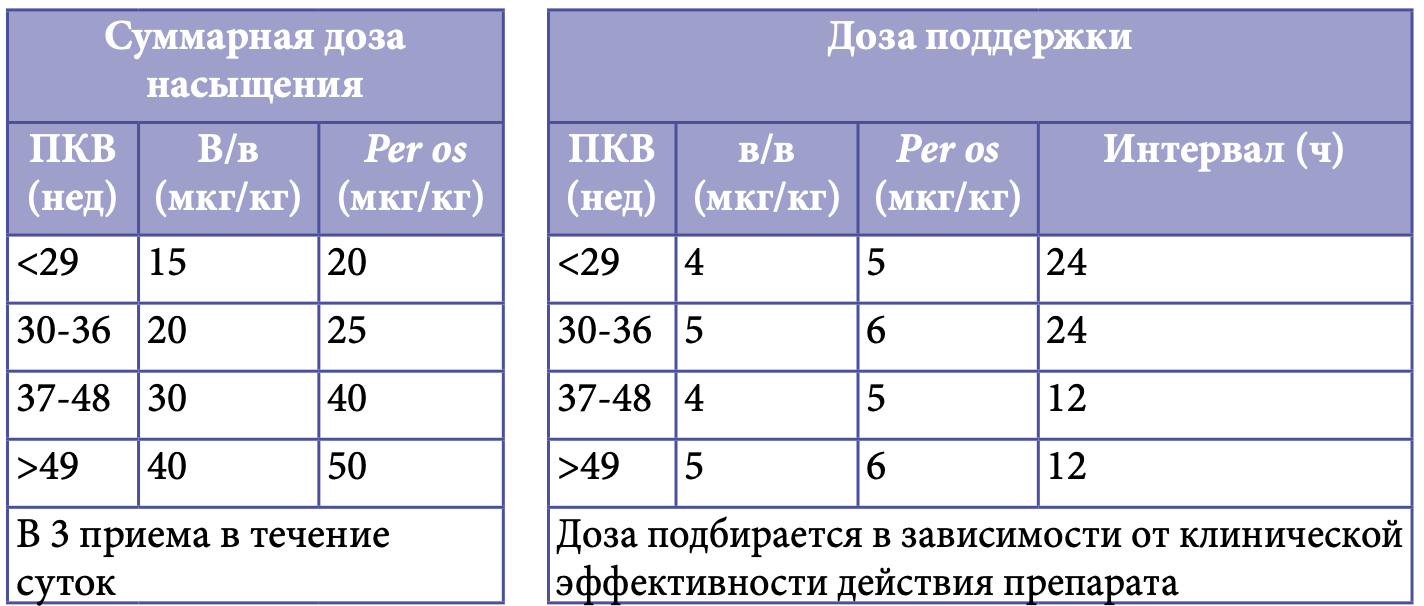 Суммарная доза
насыщения
ПКВ
(нед)
В/в
(мкг/кг)
Per os
(мкг/кг)
<29 15 20
30-36 20 25
37-48 30 40
>49 40 50
В 3 приема в течение
суток
Доза поддержки
ПКВ
(нед)
в/в
(мкг/кг)
Per os
(мкг/кг)
Интервал (ч)
<29 4 5 24
30-36 5 6 24
37-48 4 5 12
>49 5 6 12
Доза подбирается в зависимости от клинической
эффективности действия препарата